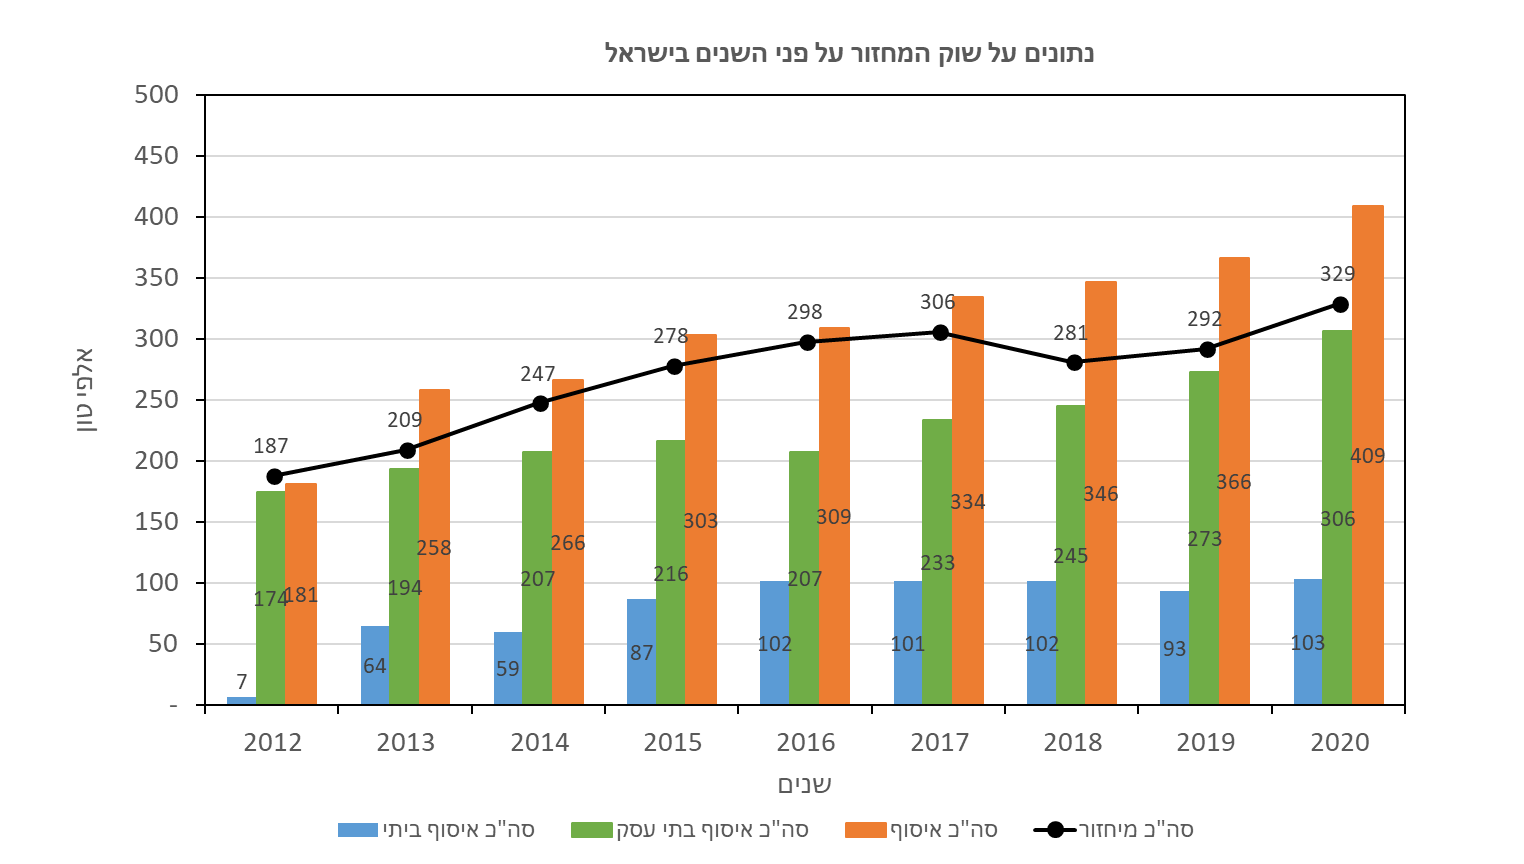 נתונים על שוק המחזור על פני השנים בישראל
500
450
400
350
300
250
200
150
100
50
-
אלפי טון
187 209 247 278 298 306 281 292 329
181 258 266 303 309 334 346 366 409
174 194 207 216 207 233 245 273 306
7 64 59 87 102 101 102 93 103
2012 2013 2014 2015 2016 2017 2018 2019 2020
שנים
סה"כ איסוף ביתי סה"כ איסוף בתי עסק סה"כ איסוף סה"כ מיחזור